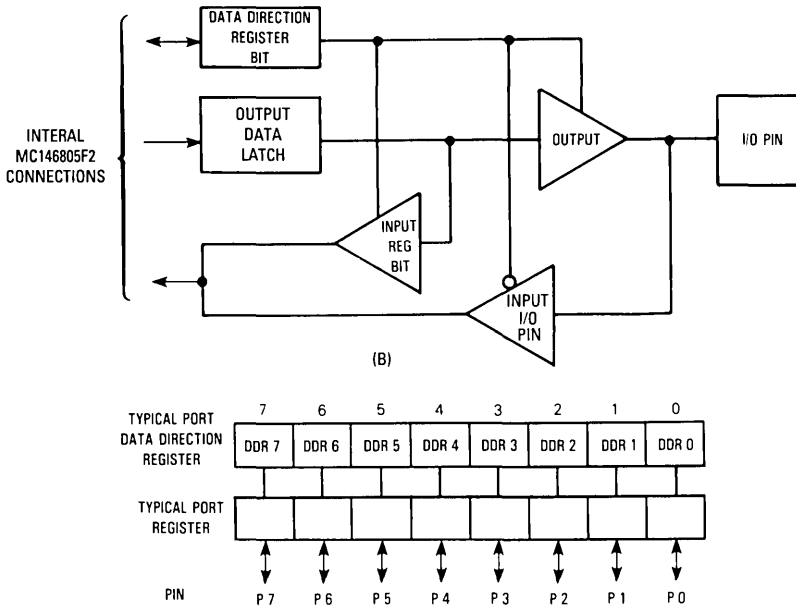 DATA DIRECTION
REGISTER
BIT
INTERAL
MC146805F2
CONNECTIONS
OUTPUT
DATA
LATCH
OUTPUT
I/O PIN
INPUT
REG
BIT
INPUT
I/O
PIN
(B)
7 6 5 4 3 2 1 0
TYPICAL PORT
DATA DIRECTION
REGISTER
DDR 7 DDR 6 DDR 5 DDR 4 DDR 3 DDR 2 DDR 1 DDR 0
TYPICAL PORT
REGISTER
PIN P 7 P 6 P 5 P 4 P 3 P 2 P 1 P 0